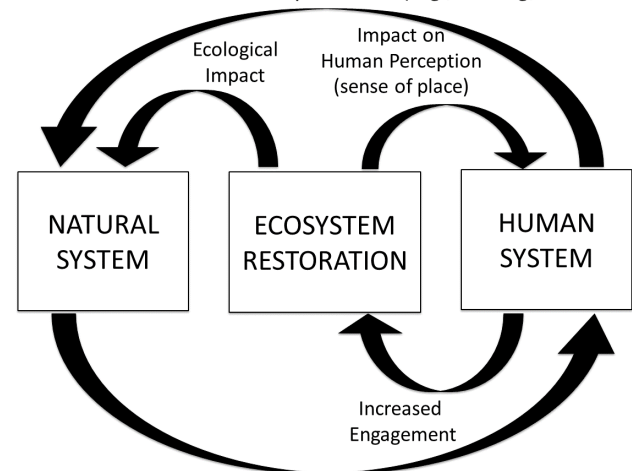 Ecological
Impact
Impact on
Human Perception
(sense of place)
NATURAL
SYSTEM
ECOSYSTEM
RESTORATION
HUMAN
SYSTEM
Increased
Engagement